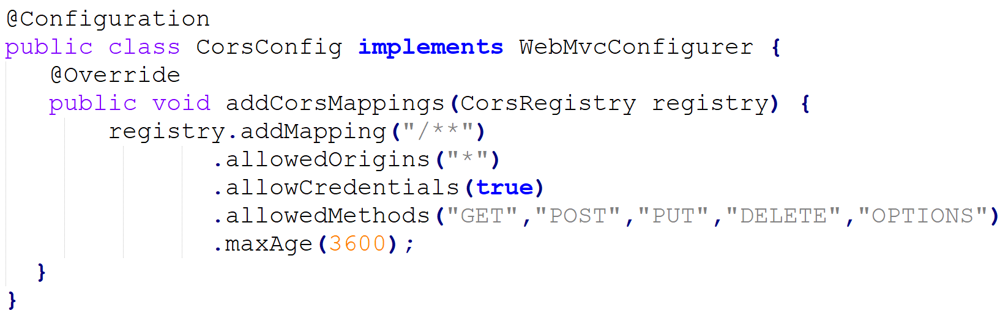 @Configuration
public class CorsConfig implements WebMvcConfigurer {
@Override
public void addCorsMappings(CorsRegistry registry) {
registry.addMapping("/**")
.allowedOrigins("*")
.allowCredentials(true)
.allowedMethods("GET","POST","PUT","DELETE","OPTIONS")
.maxAge(3600);
}
}